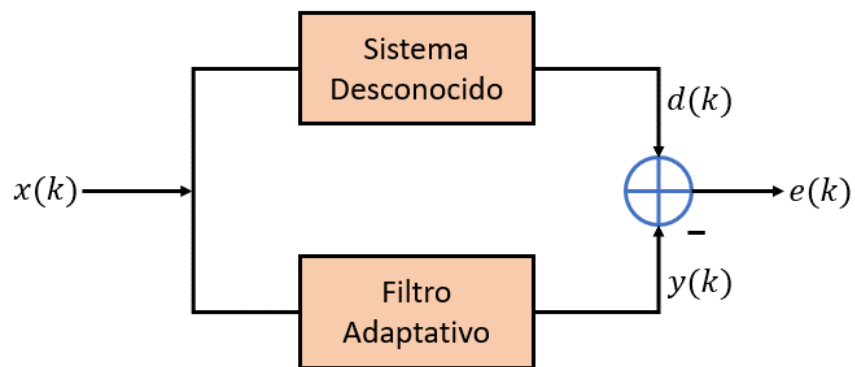 Sistema
Desconocido
d(k)
x(k)
e(k)
–
y(k)
Filtro
Adaptativo